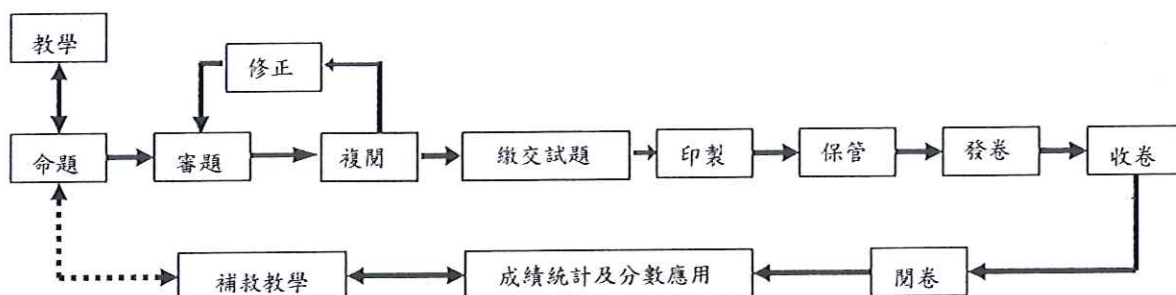 教學
修正
命題
審題
複閱
繳交試題
印製
保管
發卷
收卷
補救教學
成績統計及分數應用
閱卷